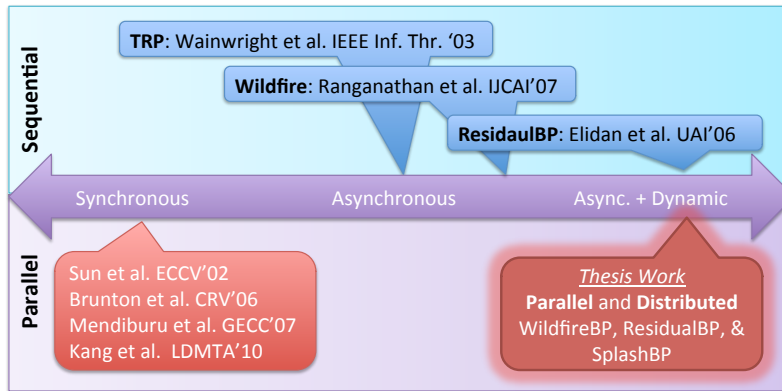 Sequential
TRP: Wainwright et al. IEEE Inf. Thr. ‘03
Wildfire: Ranganathan et al. IJCAI’07
ResidaulBP: Elidan et al. UAI’06
Synchronous
Asynchronous
Async. + Dynamic
Parallel
Sun et al. ECCV’02
Brunton et al. CRV’06
Mendiburu et al. GECC’07
Kang et al. LDMTA’10
Thesis Work
Parallel and Distributed
WildfireBP, ResidualBP, &
SplashBP